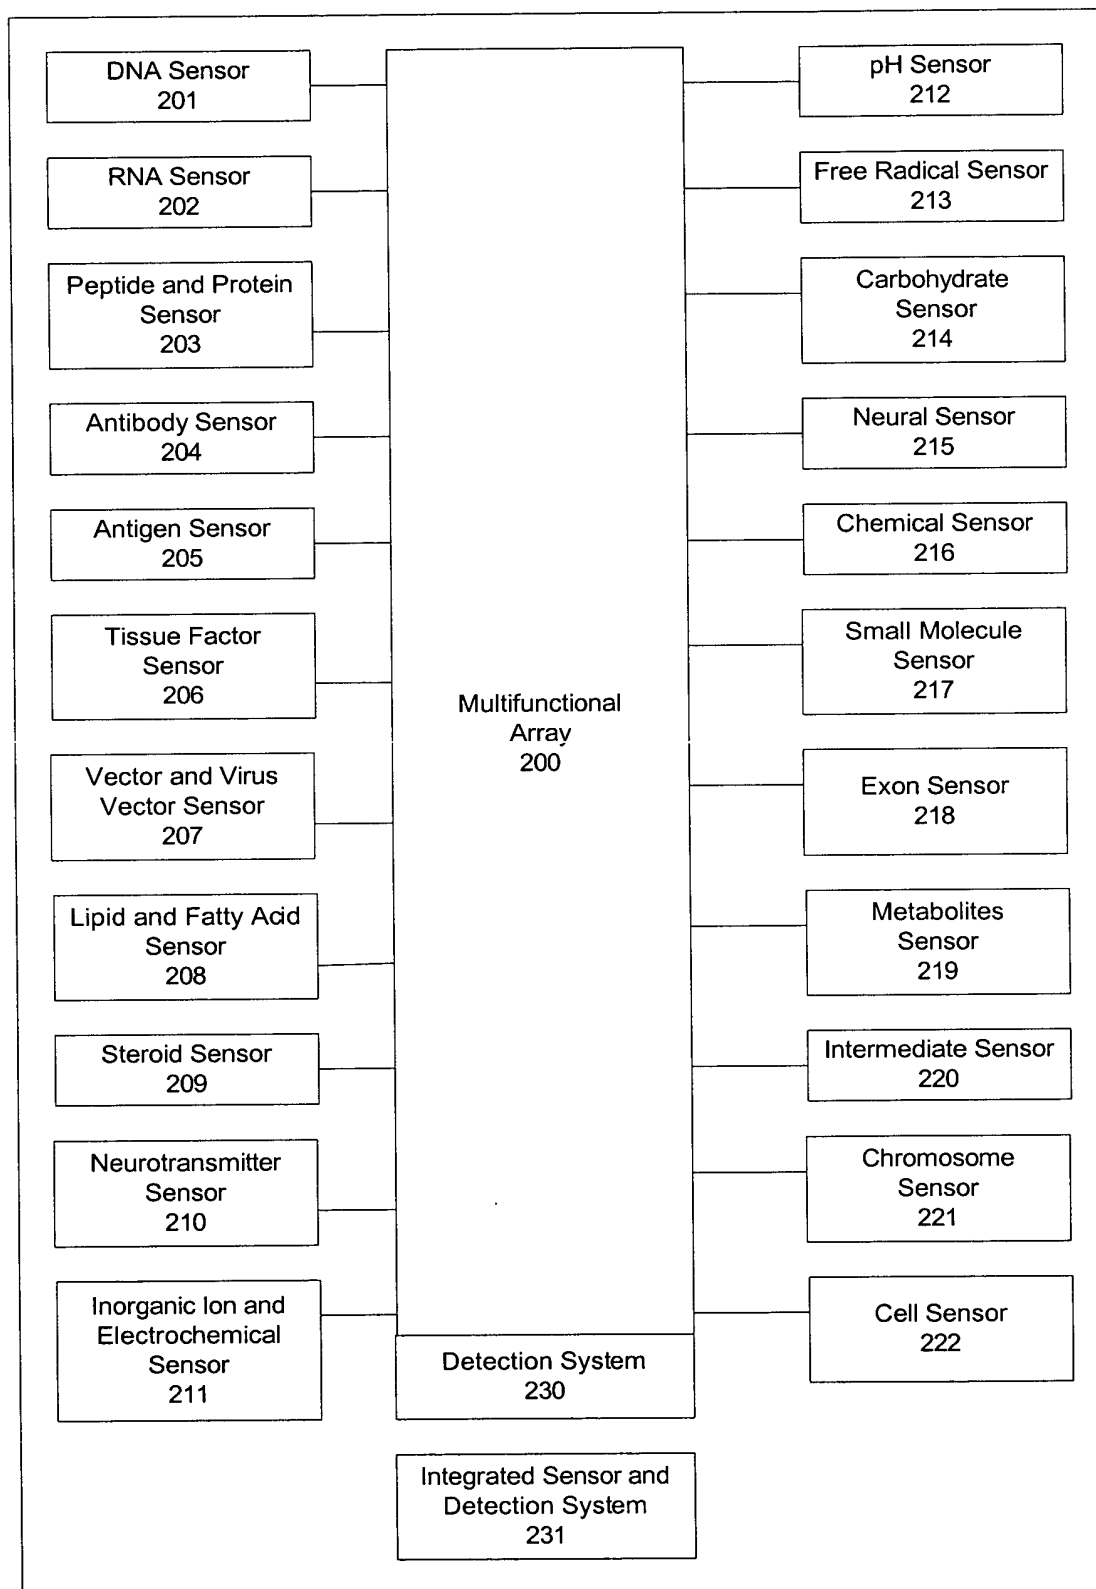 DNA Sensor
201
RNA Sensor
202
Peptide and Protein
Sensor
203
Antibody Sensor
204
Antigen Sensor
205
Tissue Factor
Sensor
206
Vector and Virus
Vector Sensor
207
Lipid and Fatty Acid
Sensor
208
Steroid Sensor
209
Neurotransmitter
Sensor
210
Inorganic Ion and
Electrochemical
Sensor
211
Multifunctional
Array
200
Detection System
230
Integrated Sensor and
Detection System
231
pH Sensor
212
Free Radical Sensor
213
Carbohydrate
Sensor
214
Neural Sensor
215
Chemical Sensor
216
Small Molecule
Sensor
217
Exon Sensor
218
Metabolites
Sensor
219
Intermediate Sensor
220
Chromosome
Sensor
221
Cell Sensor
222